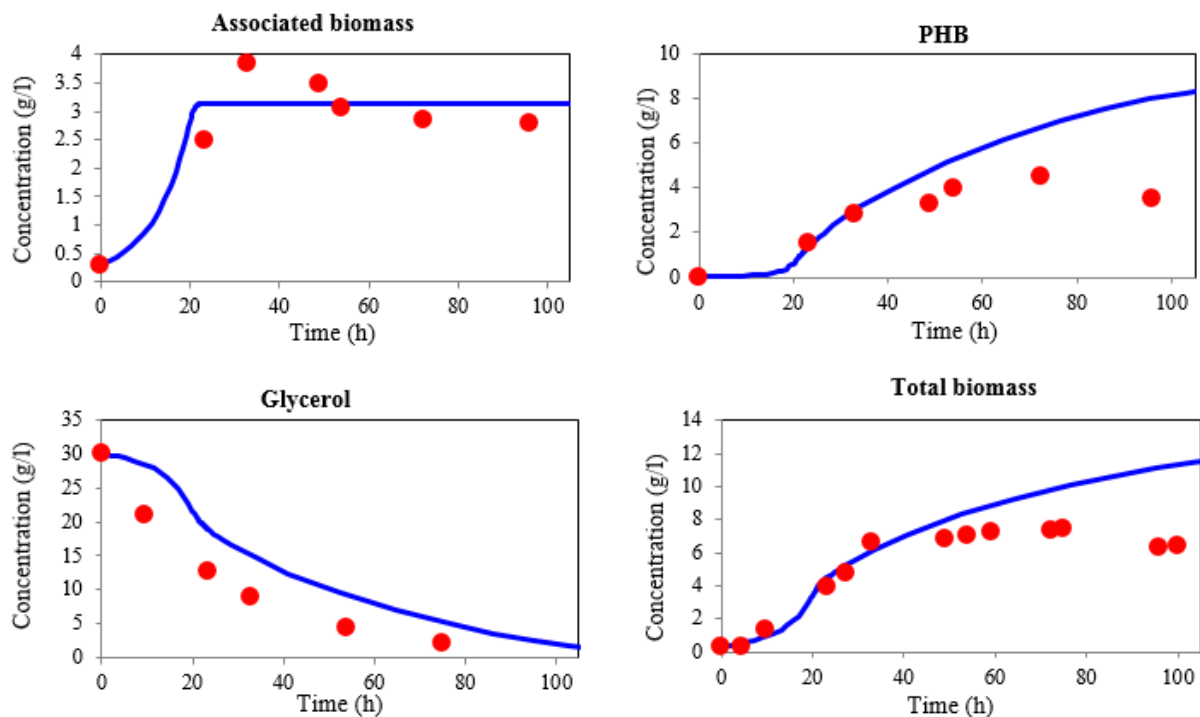 Associated biomass
Concentration (g/l)
4
3.5
3
2.5
2
1.5
1
0.5
0
0 20 40 60 80 100
Time (h)
PHB
Concentration (g/l)
10
8
6
4
2
0
0 20 40 60 80 100
Time (h)
Glycerol
Concentration (g/l)
35
30
25
20
15
10
5
0
0 20 40 60 80 100
Time (h)
Total biomass
Concentration (g/l)
14
12
10
8
6
4
2
0
0 20 40 60 80 100
Time (h)